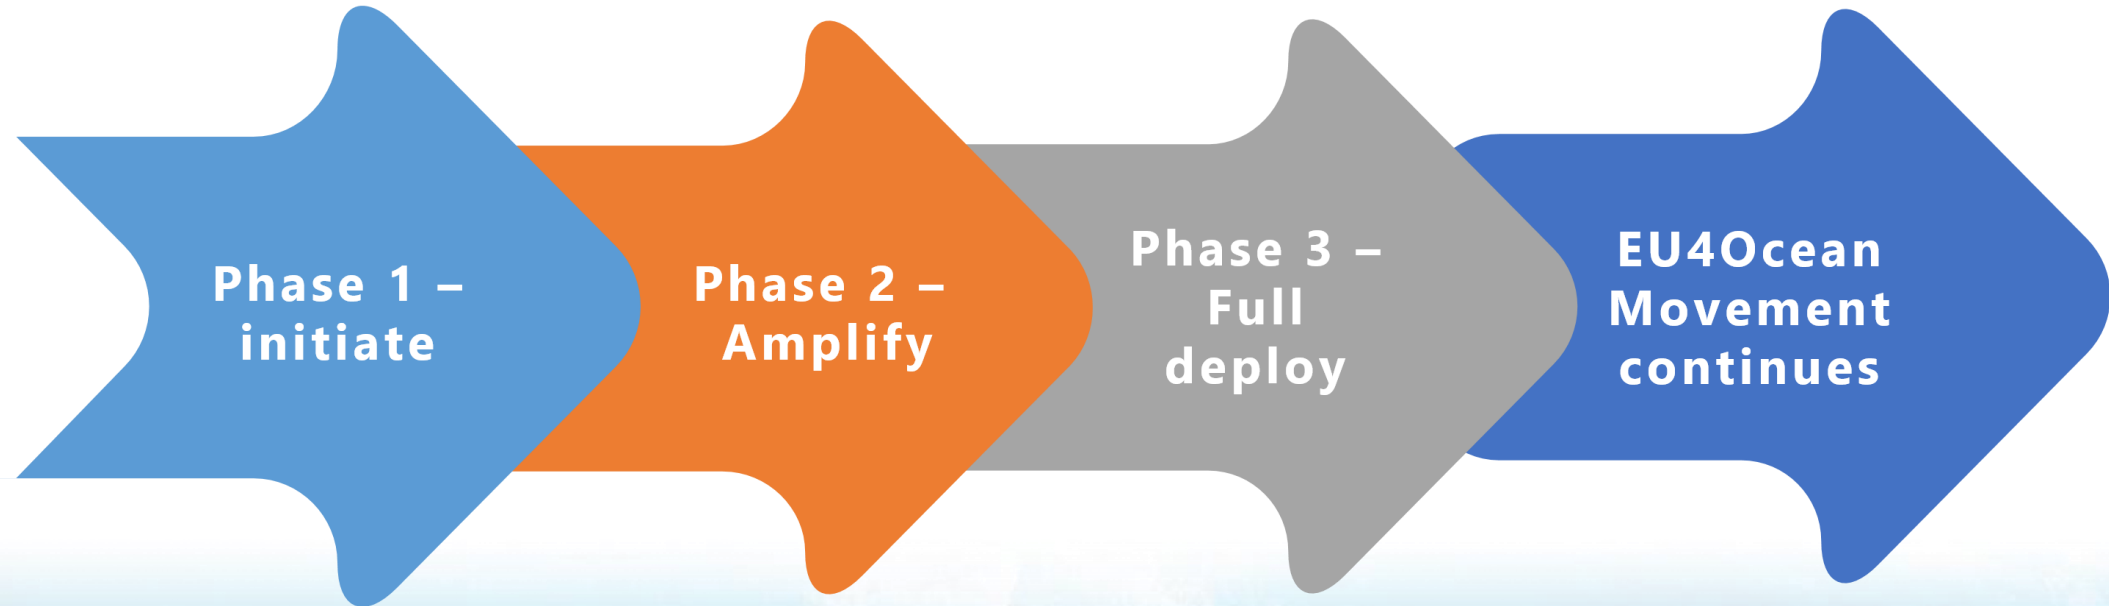 Phase 1 –
initiate
Phase 2 –
Amplify
Phase 3 –
Full
deploy
EU4Ocean
Movement
continues